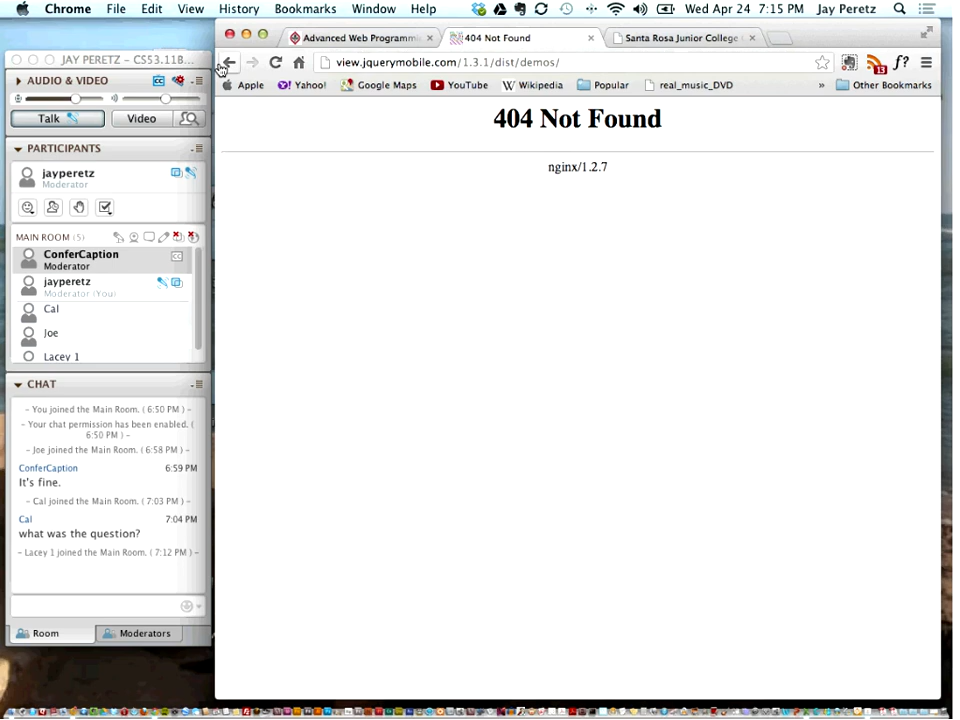 Chrome File Edit View History Bookmarks Window Help Wed Apr 24 7:15 PM Jay Peretz
JAY PERETZ – CS53.11B...
AUDIO & VIDEO
Talk Video
PARTICIPANTS
jayperetz
Moderator
MAIN ROOM (5)
ConferCaption
Moderator
jayperetz
Moderator (You)
Cal
Joe
Lacey 1
CHAT
– You joined the Main Room. ( 6:50 PM ) –
– Your chat permission has been enabled. (
6:50 PM ) –
– Joe joined the Main Room. ( 6:58 PM ) –
ConferCaption 6:59 PM
It's fine.
– Cal joined the Main Room. ( 7:03 PM ) –
Cal 7:04 PM
what was the question?
– Lacey 1 joined the Main Room. ( 7:12 PM ) –
Room Moderators
Advanced Web Programmi 404 Not Found Santa Rosa Junior College
view.jquerymobile.com/1.3.1/dist/demos/ 13 f?
Apple Yahoo! Google Maps YouTube Wikipedia Popular real_music_DVD » Other Bookmarks
404 Not Found
nginx/1.2.7